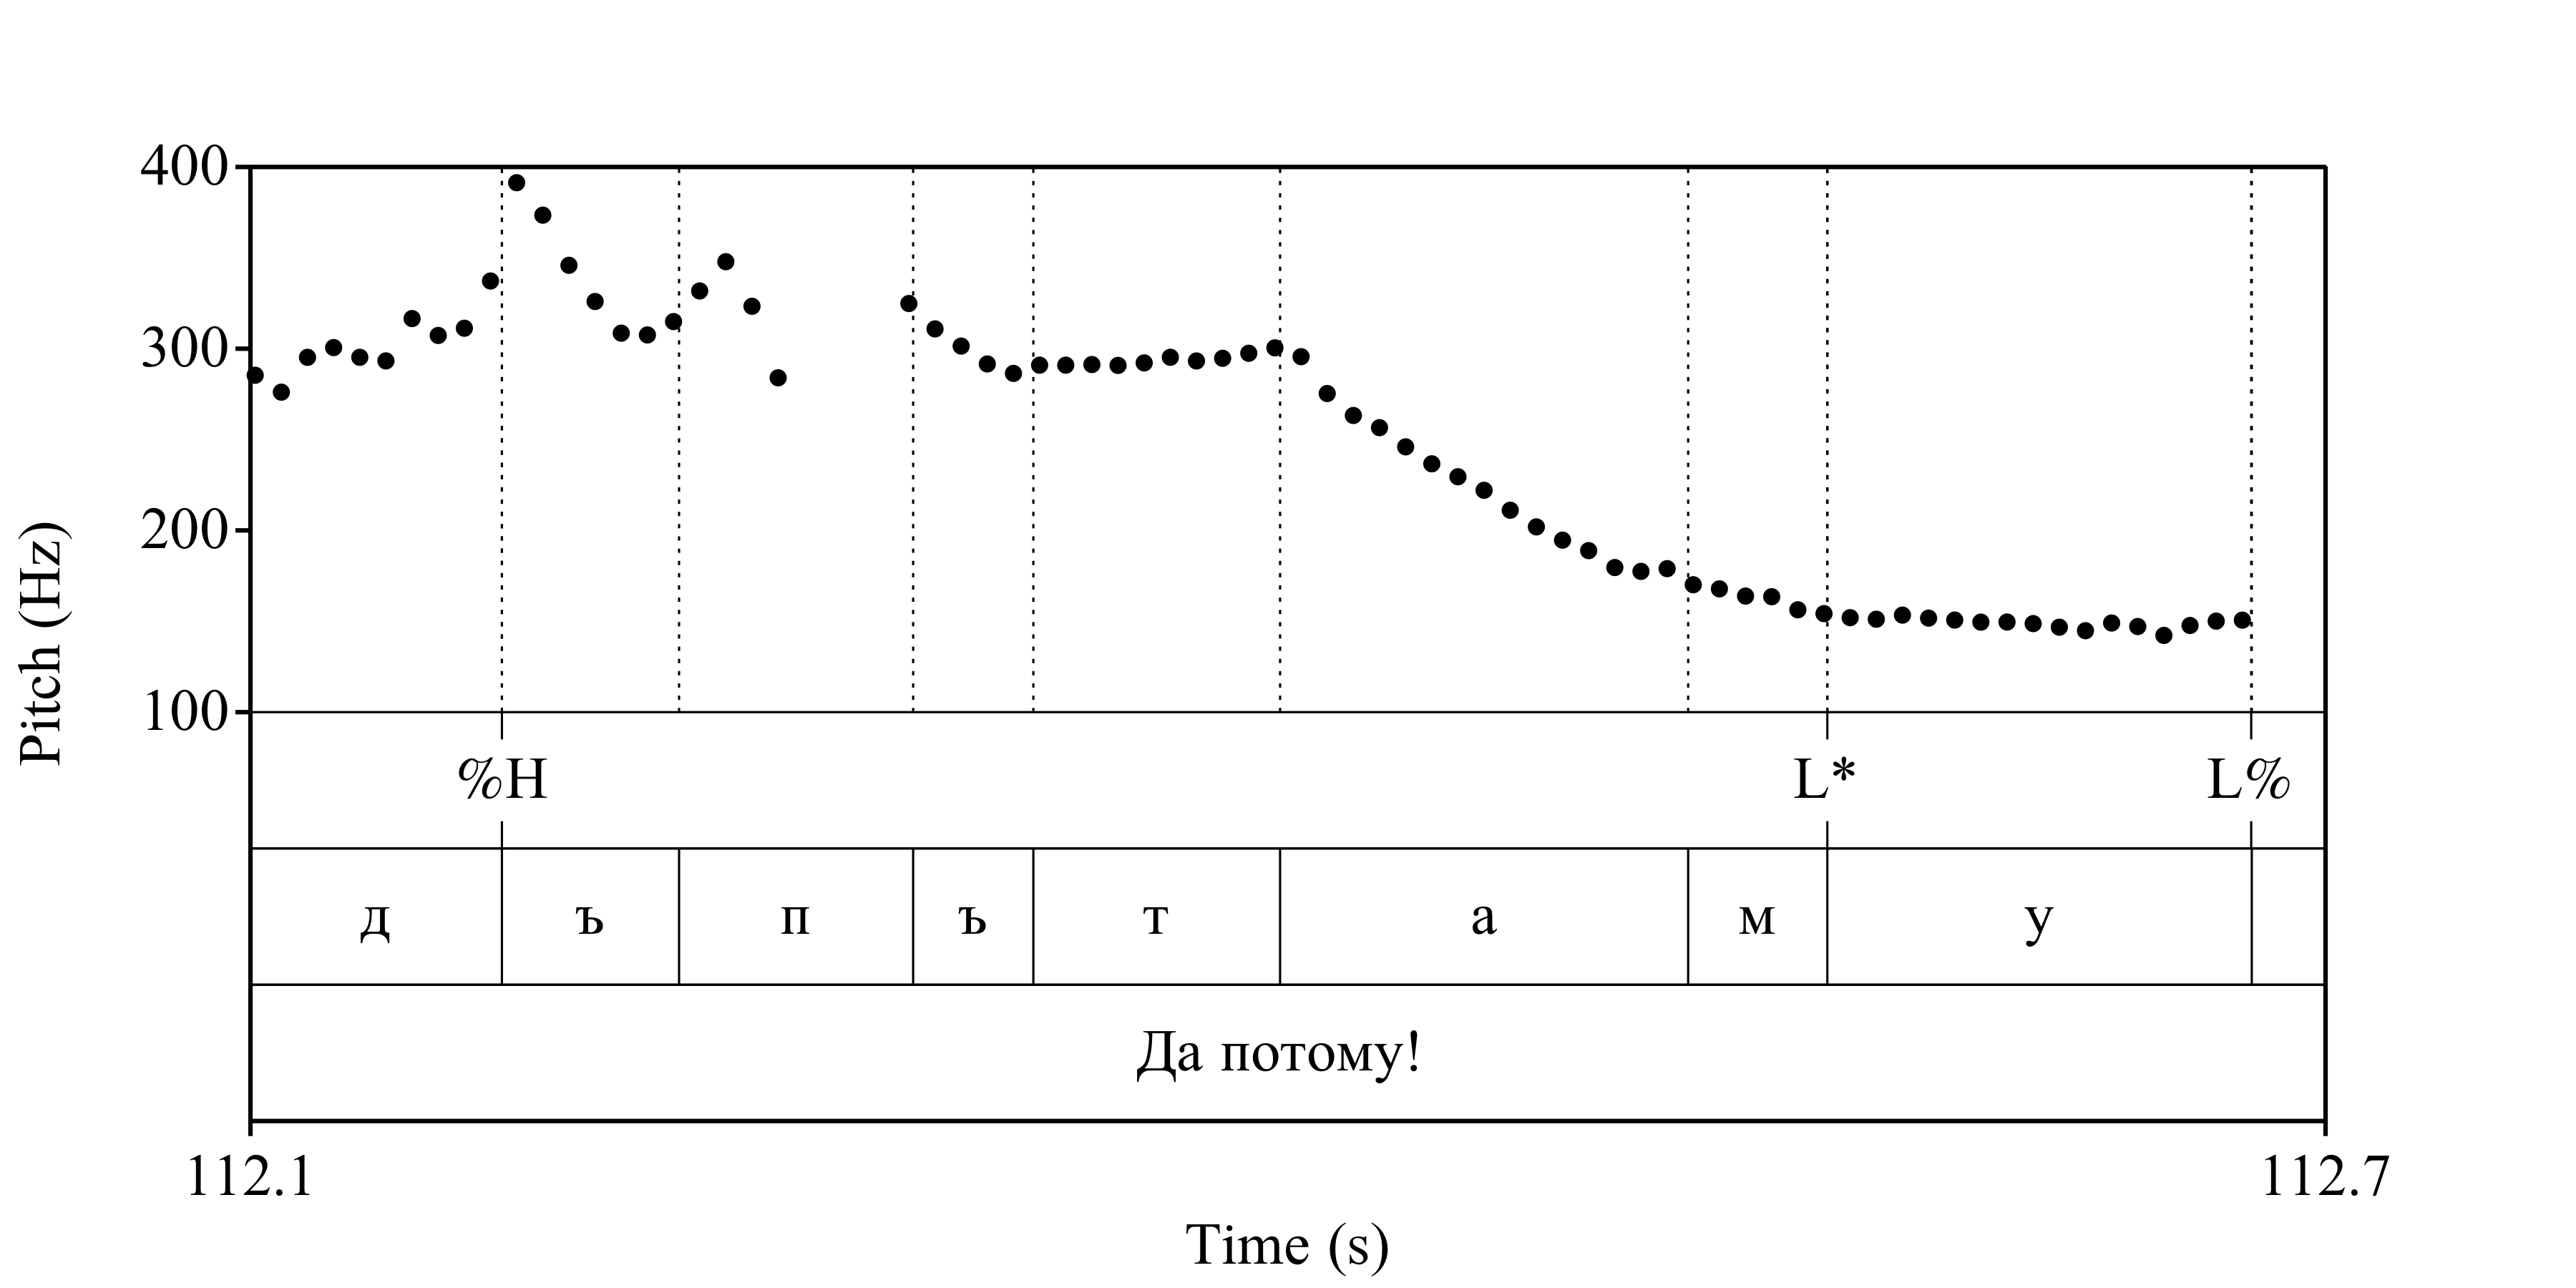 400
300
200
100
Pitch (Hz)
%H L* L%
д ъ п ъ т а м у
Да потому!
112.1 112.7
Time (s)